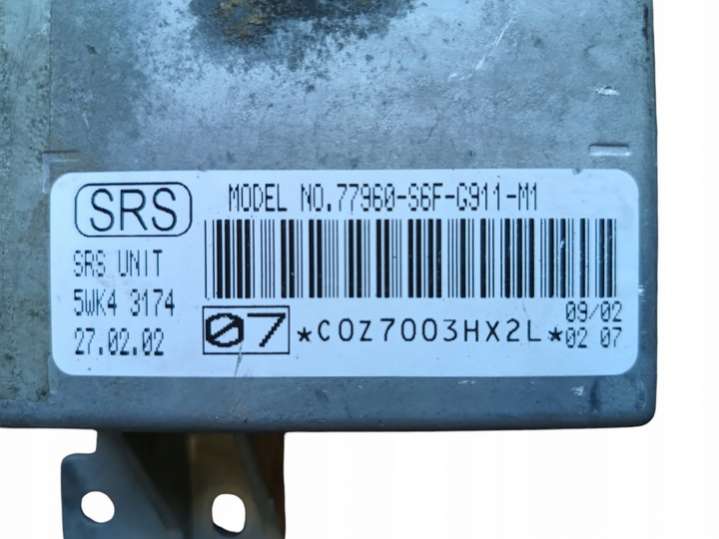 SRS
MODEL NO.77960-S6F-G911-M1
SRS UNIT
5WK4 3174
27.02.02
07
*C0Z7003HX2L*
09/02
02 07